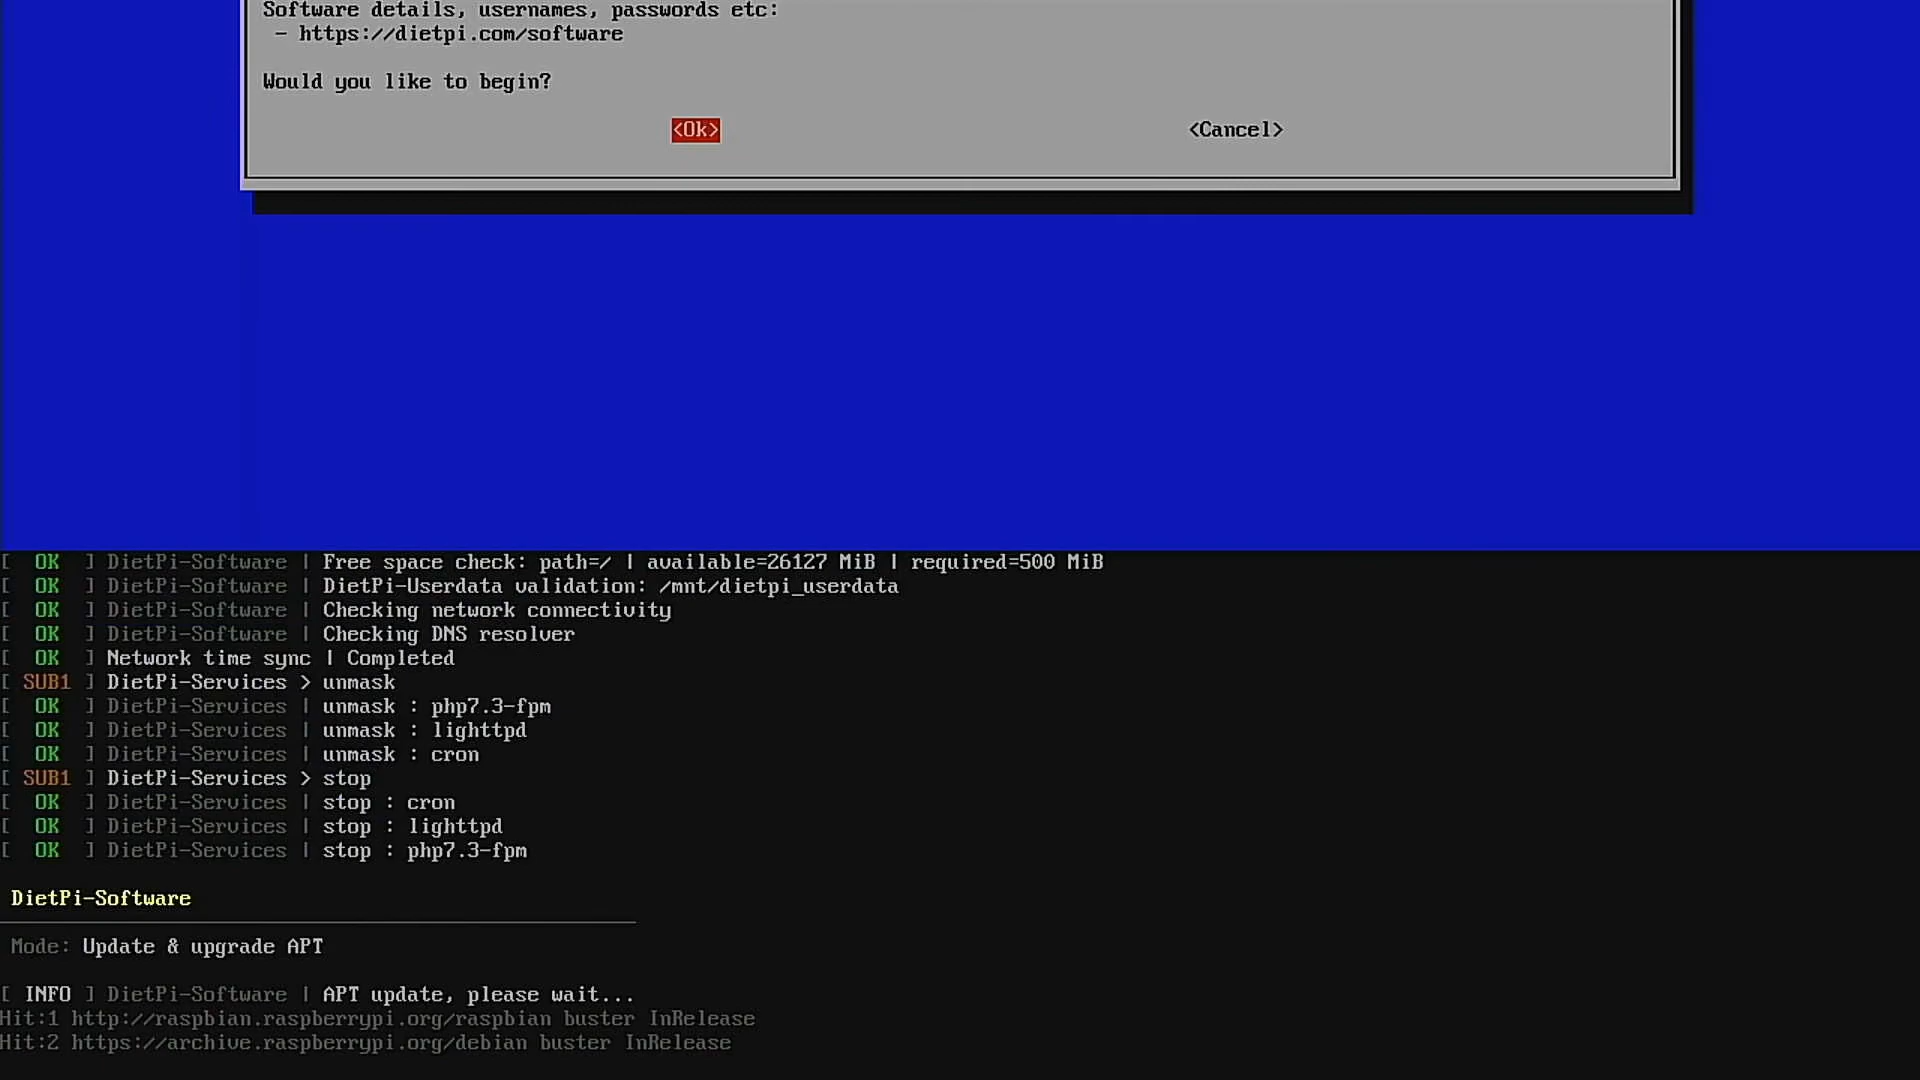 Software details, usernames, passwords etc:
- https://dietpi.com/software
Would you like to begin?
<Ok> <Cancel>
[ OK ] DietPi-Software | Free space check: path=/ | available=26127 MiB | required=500 MiB
[ OK ] DietPi-Software | DietPi-Userdata validation: /mnt/dietpi_userdata
[ OK ] DietPi-Software | Checking network connectivity
[ OK ] DietPi-Software | Checking DNS resolver
[ OK ] Network time sync | Completed
[ SUB1 ] DietPi-Services > unmask
[ OK ] DietPi-Services | unmask : php7.3-fpm
[ OK ] DietPi-Services | unmask : lighttpd
[ OK ] DietPi-Services | unmask : cron
[ SUB1 ] DietPi-Services > stop
[ OK ] DietPi-Services | stop : cron
[ OK ] DietPi-Services | stop : lighttpd
[ OK ] DietPi-Services | stop : php7.3-fpm
DietPi-Software
Mode: Update & upgrade APT
[ INFO ] DietPi-Software | APT update, please wait...
Hit:1 http://raspbian.raspberrypi.org/raspbian buster InRelease
Hit:2 https://archive.raspberrypi.org/debian buster InRelease